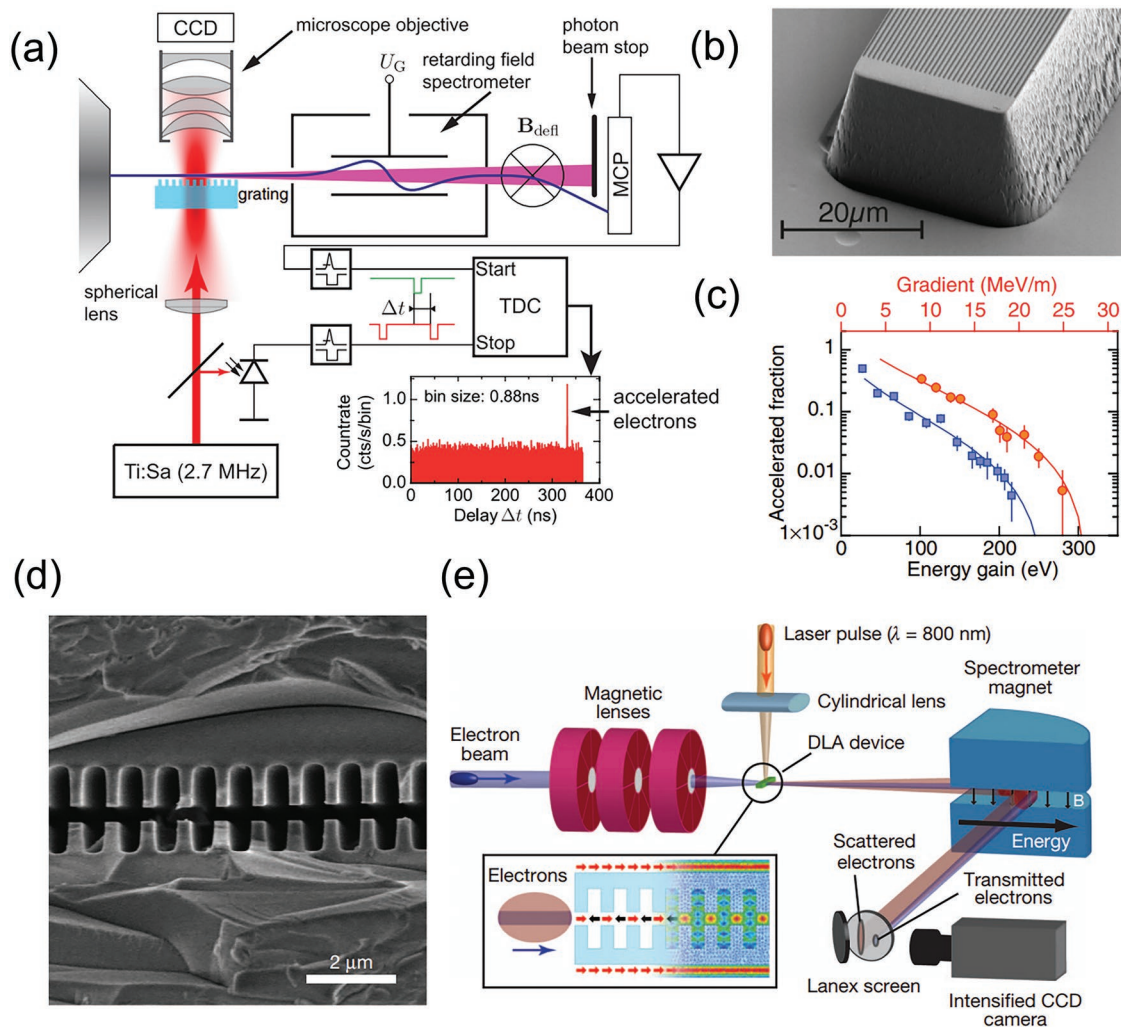 (a)
CCD
microscope objective
U_G
retarding field
spectrometer
photon
beam stop
B_defl
MCP
grating
spherical
lens
Start
Δt
TDC
Stop
Ti:Sa (2.7 MHz)
bin size: 0.88ns
accelerated
electrons
Countrate
(cts/s/bin)
1.0
0.5
0.0
0 100 200 300 400
Delay Δt (ns)
(b)
20μm
(c)
Gradient (MeV/m)
0 5 10 15 20 25 30
Accelerated fraction
1
0.1
0.01
1×10⁻³
0 100 200 300
Energy gain (eV)
(d)
2 μm
(e)
Laser pulse (λ = 800 nm)
Spectrometer
magnet
Magnetic
lenses
Cylindrical lens
Electron
beam
DLA device
B
Energy
Scattered
electrons
Transmitted
electrons
Electrons
Lanex screen
Intensified CCD
camera